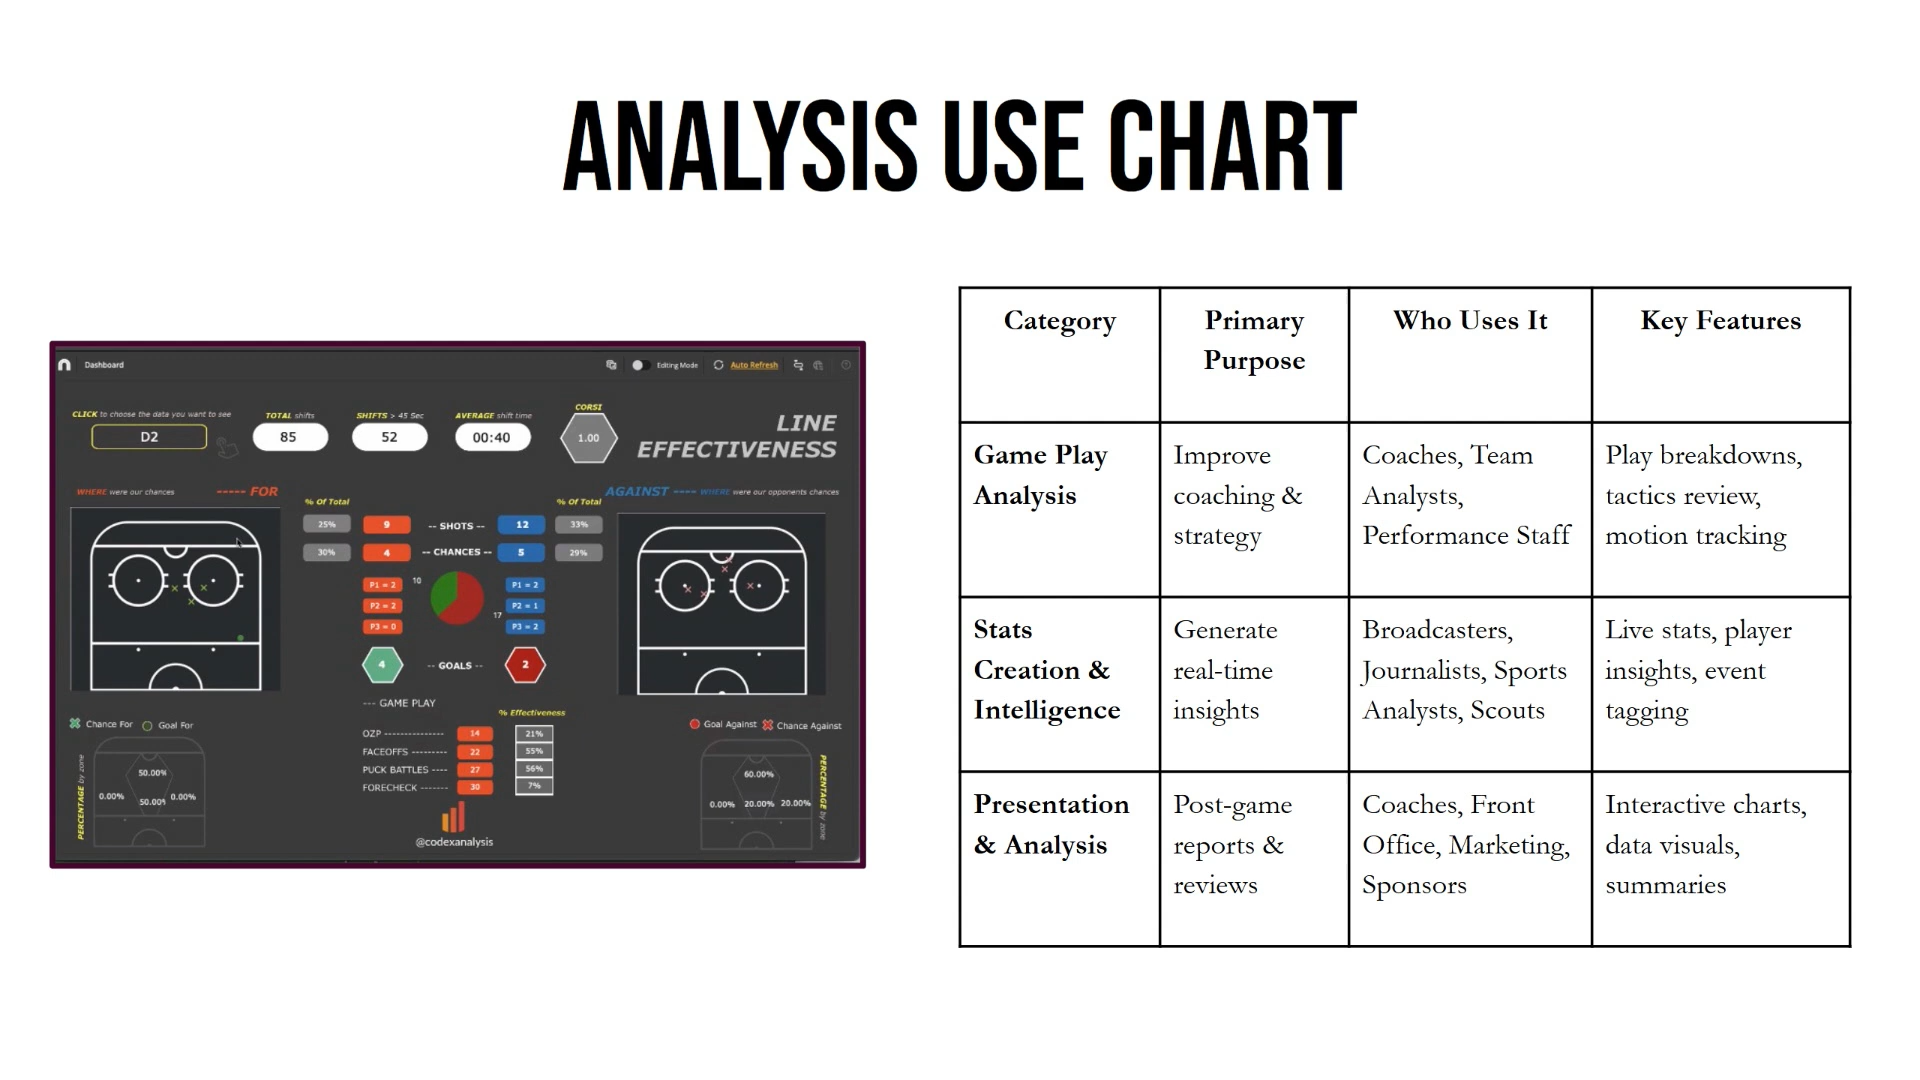 ANALYSIS USE CHART
Dashboard
Editing Mode
Auto Refresh
CLICK to choose the data you want to see
D2
TOTAL shifts
85
SHIFTS > 45 Sec
52
AVERAGE shift time
00:40
CORSI
1.00
LINE
EFFECTIVENESS
WHERE were our chances
----- FOR
% Of Total
% Of Total
AGAINST ---- WHERE were our opponents chances
25% 9 -- SHOTS -- 12 33%
30% 4 -- CHANCES -- 5 29%
P1 = 2 10 P1 = 2
P2 = 2 P2 = 1
P3 = 0 17 P3 = 2
4 -- GOALS -- 2
--- GAME PLAY
% Effectiveness
OZP --------------- 14 21%
FACEOFFS --------- 22 55%
PUCK BATTLES ---- 27 56%
FORECHECK ------- 30 7%
@codexanalysis
Chance For
Goal For
PERCENTAGE by zone
50.00%
0.00%
50.00%
0.00%
Goal Against
Chance Against
60.00%
0.00% 20.00% 20.00%
PERCENTAGE by zone
Category
Primary
Purpose
Who Uses It
Key Features
Game Play
Analysis
Improve
coaching &
strategy
Coaches, Team
Analysts,
Performance Staff
Play breakdowns,
tactics review,
motion tracking
Stats
Creation &
Intelligence
Generate
real-time
insights
Broadcasters,
Journalists, Sports
Analysts, Scouts
Live stats, player
insights, event
tagging
Presentation
& Analysis
Post-game
reports &
reviews
Coaches, Front
Office, Marketing,
Sponsors
Interactive charts,
data visuals,
summaries